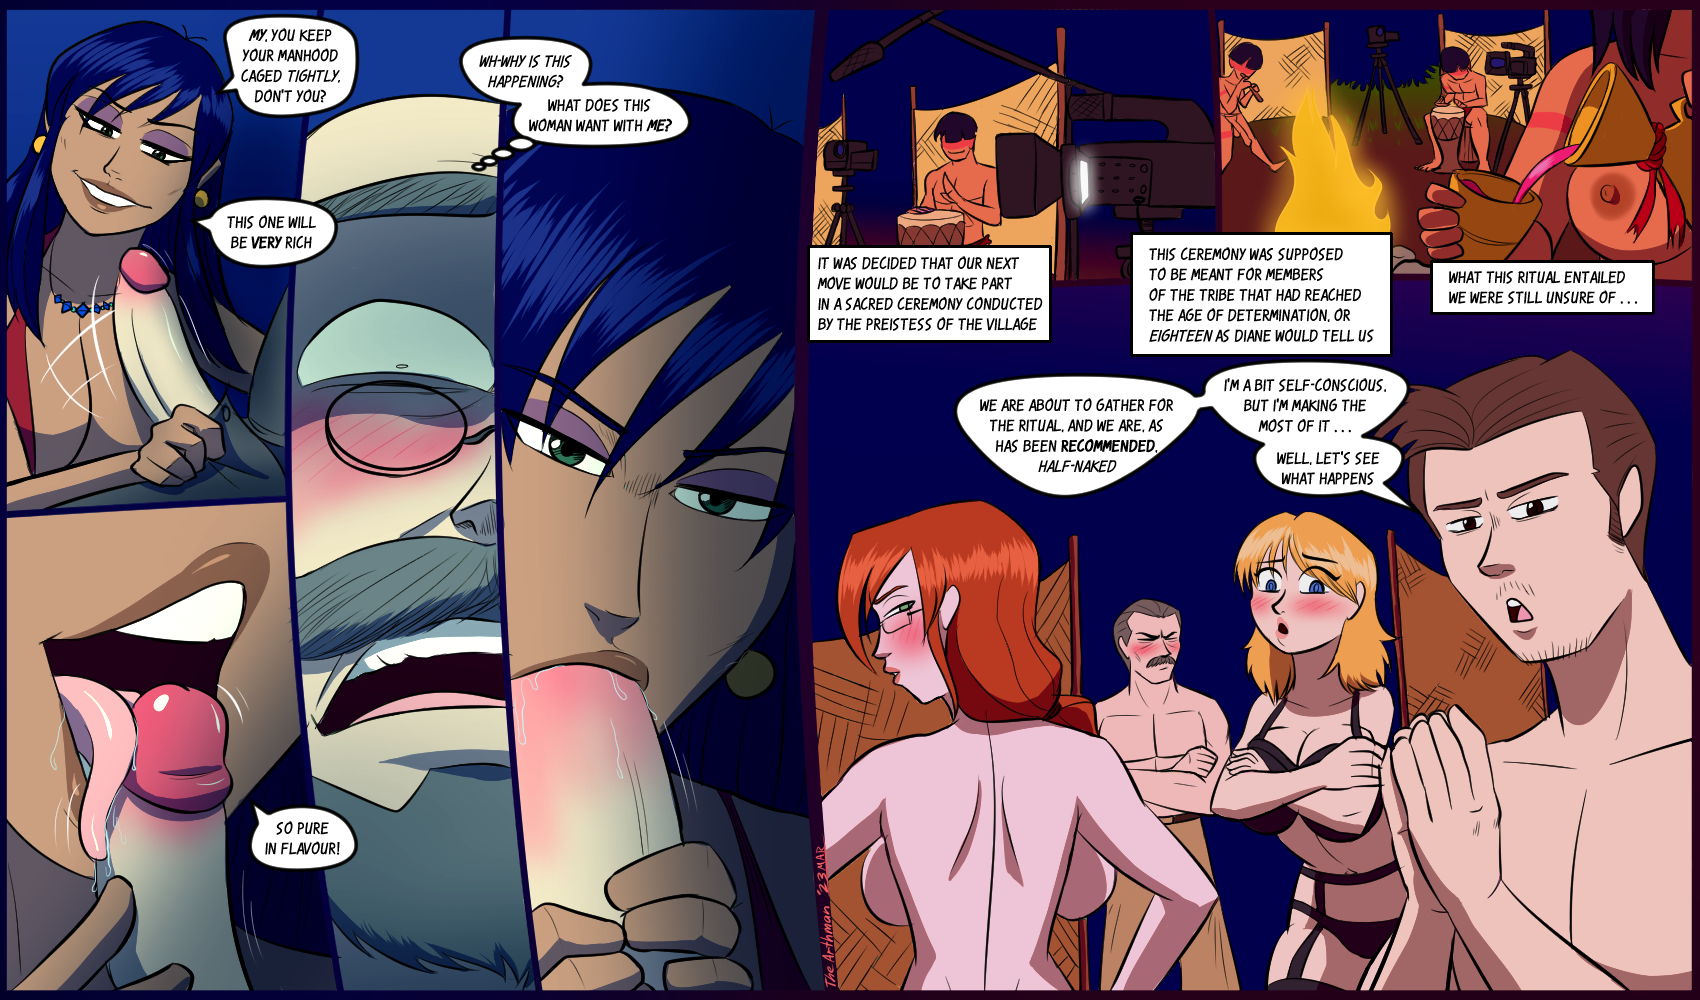 MY, YOU KEEP
YOUR MANHOOD
CAGED TIGHTLY,
DON'T YOU?
THIS ONE WILL
BE VERY RICH
WH-WHY IS THIS
HAPPENING?
WHAT DOES THIS
WOMAN WANT WITH ME?
SO PURE
IN FLAVOUR!
IT WAS DECIDED THAT OUR NEXT
MOVE WOULD BE TO TAKE PART
IN A SACRED CEREMONY CONDUCTED
BY THE PREISTESS OF THE VILLAGE
THIS CEREMONY WAS SUPPOSED
TO BE MEANT FOR MEMBERS
OF THE TRIBE THAT HAD REACHED
THE AGE OF DETERMINATION, OR
EIGHTEEN AS DIANE WOULD TELL US
WHAT THIS RITUAL ENTAILED
WE WERE STILL UNSURE OF ...
I'M A BIT SELF-CONSCIOUS,
BUT I'M MAKING THE
MOST OF IT ...
WE ARE ABOUT TO GATHER FOR
THE RITUAL, AND WE ARE, AS
HAS BEEN RECOMMENDED,
HALF-NAKED
WELL, LET'S SEE
WHAT HAPPENS
The Arthman '23 MAR